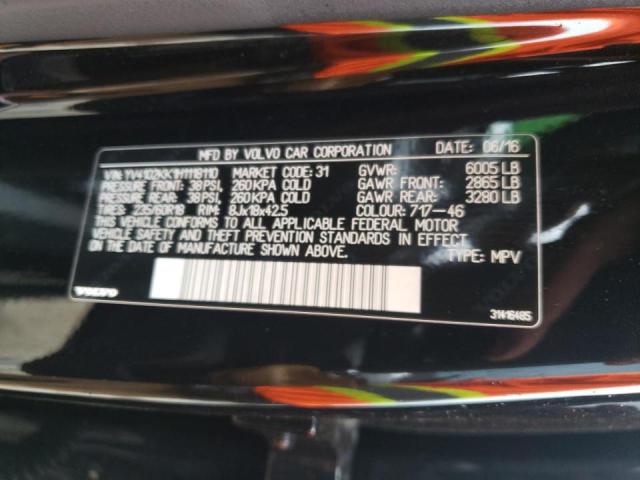 MFD BY VOLVO CAR CORPORATION DATE: 06/16
VIN: YV4102KK1H1118110 MARKET CODE: 31 GVWR: 6005 LB
PRESSURE FRONT: 38 PSI, 260 KPA COLD GAWR FRONT: 2865 LB
PRESSURE REAR: 38 PSI, 260 KPA COLD GAWR REAR: 3280 LB
TIRES: 235/60R18 RIM: 8Jx18x42.5 COLOUR: 717-46
THIS VEHICLE CONFORMS TO ALL APPLICABLE FEDERAL MOTOR
VEHICLE SAFETY AND THEFT PREVENTION STANDARDS IN EFFECT
ON THE DATE OF MANUFACTURE SHOWN ABOVE.
TYPE: MPV
VOLVO
31416485